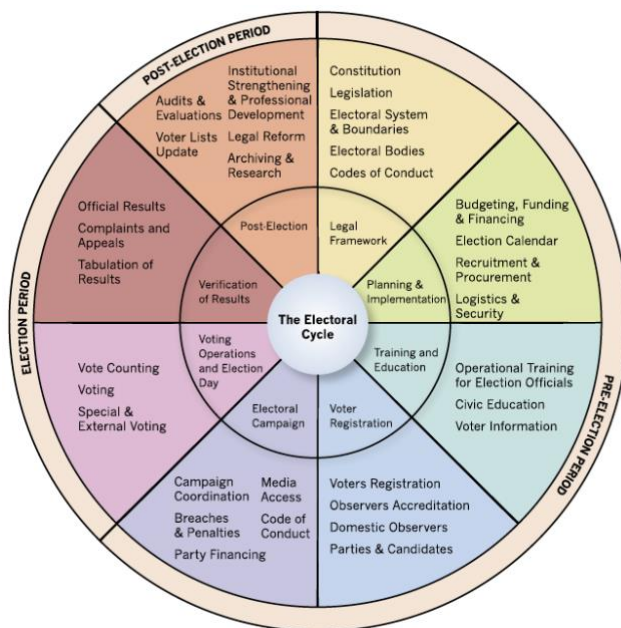 POST-ELECTION PERIOD
ELECTION PERIOD
PRE-ELECTION PERIOD
The Electoral
Cycle
Legal
Framework
Constitution
Legislation
Electoral System
& Boundaries
Electoral Bodies
Codes of Conduct
Planning &
Implementation
Budgeting, Funding
& Financing
Election Calendar
Recruitment &
Procurement
Logistics &
Security
Training and
Education
Operational Training
for Election Officials
Civic Education
Voter Information
Voter
Registration
Voters Registration
Observers Accreditation
Domestic Observers
Parties & Candidates
Electoral
Campaign
Campaign
Coordination
Breaches
& Penalties
Party Financing
Media
Access
Code of
Conduct
Voting
Operations
and Election
Day
Vote Counting
Voting
Special &
External Voting
Verification
of Results
Official Results
Complaints and
Appeals
Tabulation of
Results
Post-Election
Audits &
Evaluations
Voter Lists
Update
Institutional
Strengthening
& Professional
Development
Legal Reform
Archiving &
Research